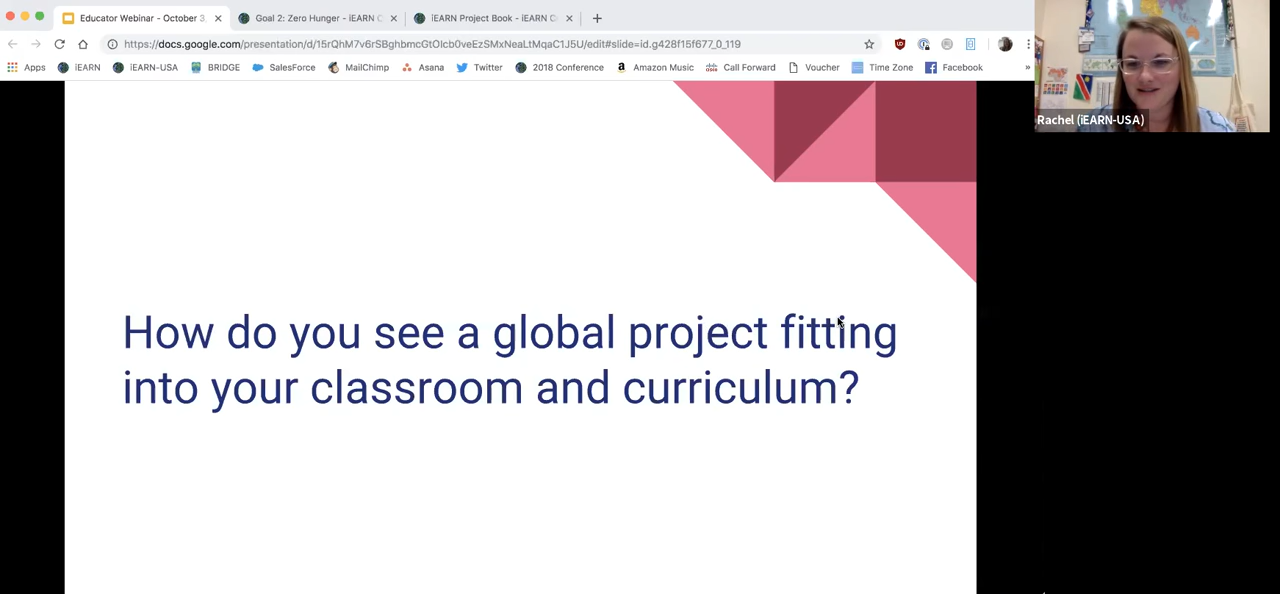 Educator Webinar - October 3,
Goal 2: Zero Hunger - iEARN C
iEARN Project Book - iEARN C
https://docs.google.com/presentation/d/15rQhM7v6rSBghbmcGtOlcb0veEzSMxNeaLtMqaC1J5U/edit#slide=id.g428f15f677_0_119
Apps iEARN iEARN-USA BRIDGE SalesForce MailChimp Asana Twitter 2018 Conference Amazon Music Call Forward Voucher Time Zone Facebook »
Rachel (iEARN-USA)
How do you see a global project fitting
into your classroom and curriculum?